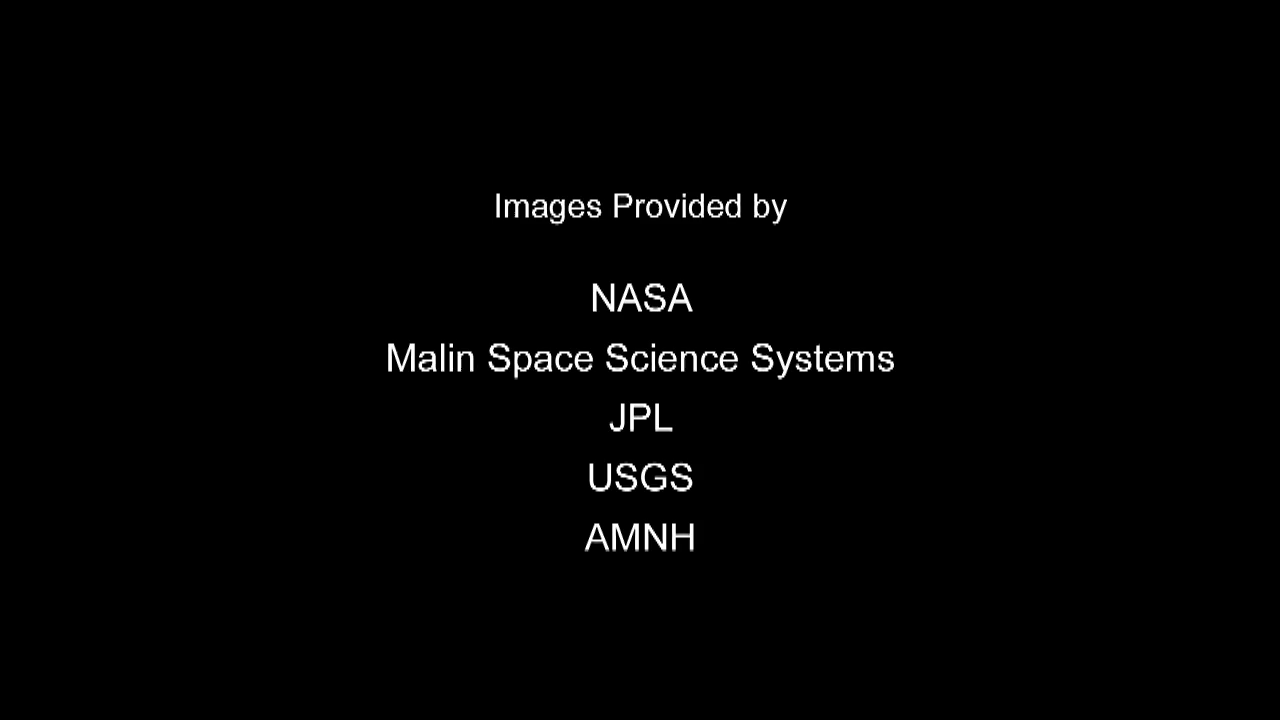 Images Provided by
NASA
Malin Space Science Systems
JPL
USGS
AMNH